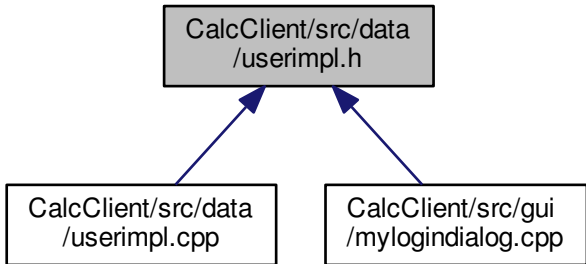 CalcClient/src/data
/userimpl.h
CalcClient/src/data
/userimpl.cpp
CalcClient/src/gui
/mylogindialog.cpp